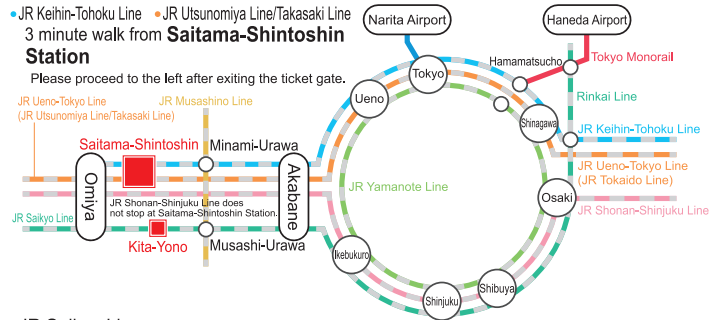 • JR Keihin-Tohoku Line • JR Utsunomiya Line/Takasaki Line
3 minute walk from Saitama-Shintoshin
Station
Please proceed to the left after exiting the ticket gate.
Narita Airport
Haneda Airport
Hamamatsucho
Tokyo Monorail
Tokyo
Ueno
Rinkai Line
Shinagawa
JR Keihin-Tohoku Line
JR Ueno-Tokyo Line
(JR Tokaido Line)
Osaki
JR Shonan-Shinjuku Line
JR Yamanote Line
JR Ueno-Tokyo Line
(JR Utsunomiya Line/Takasaki Line)
JR Musashino Line
Saitama-Shintoshin
Minami-Urawa
Omiya
Akabane
JR Shonan-Shinjuku Line does
not stop at Saitama-Shintoshin Station.
JR Saikyo Line
Kita-Yono
Musashi-Urawa
Ikebukuro
Shinjuku
Shibuya